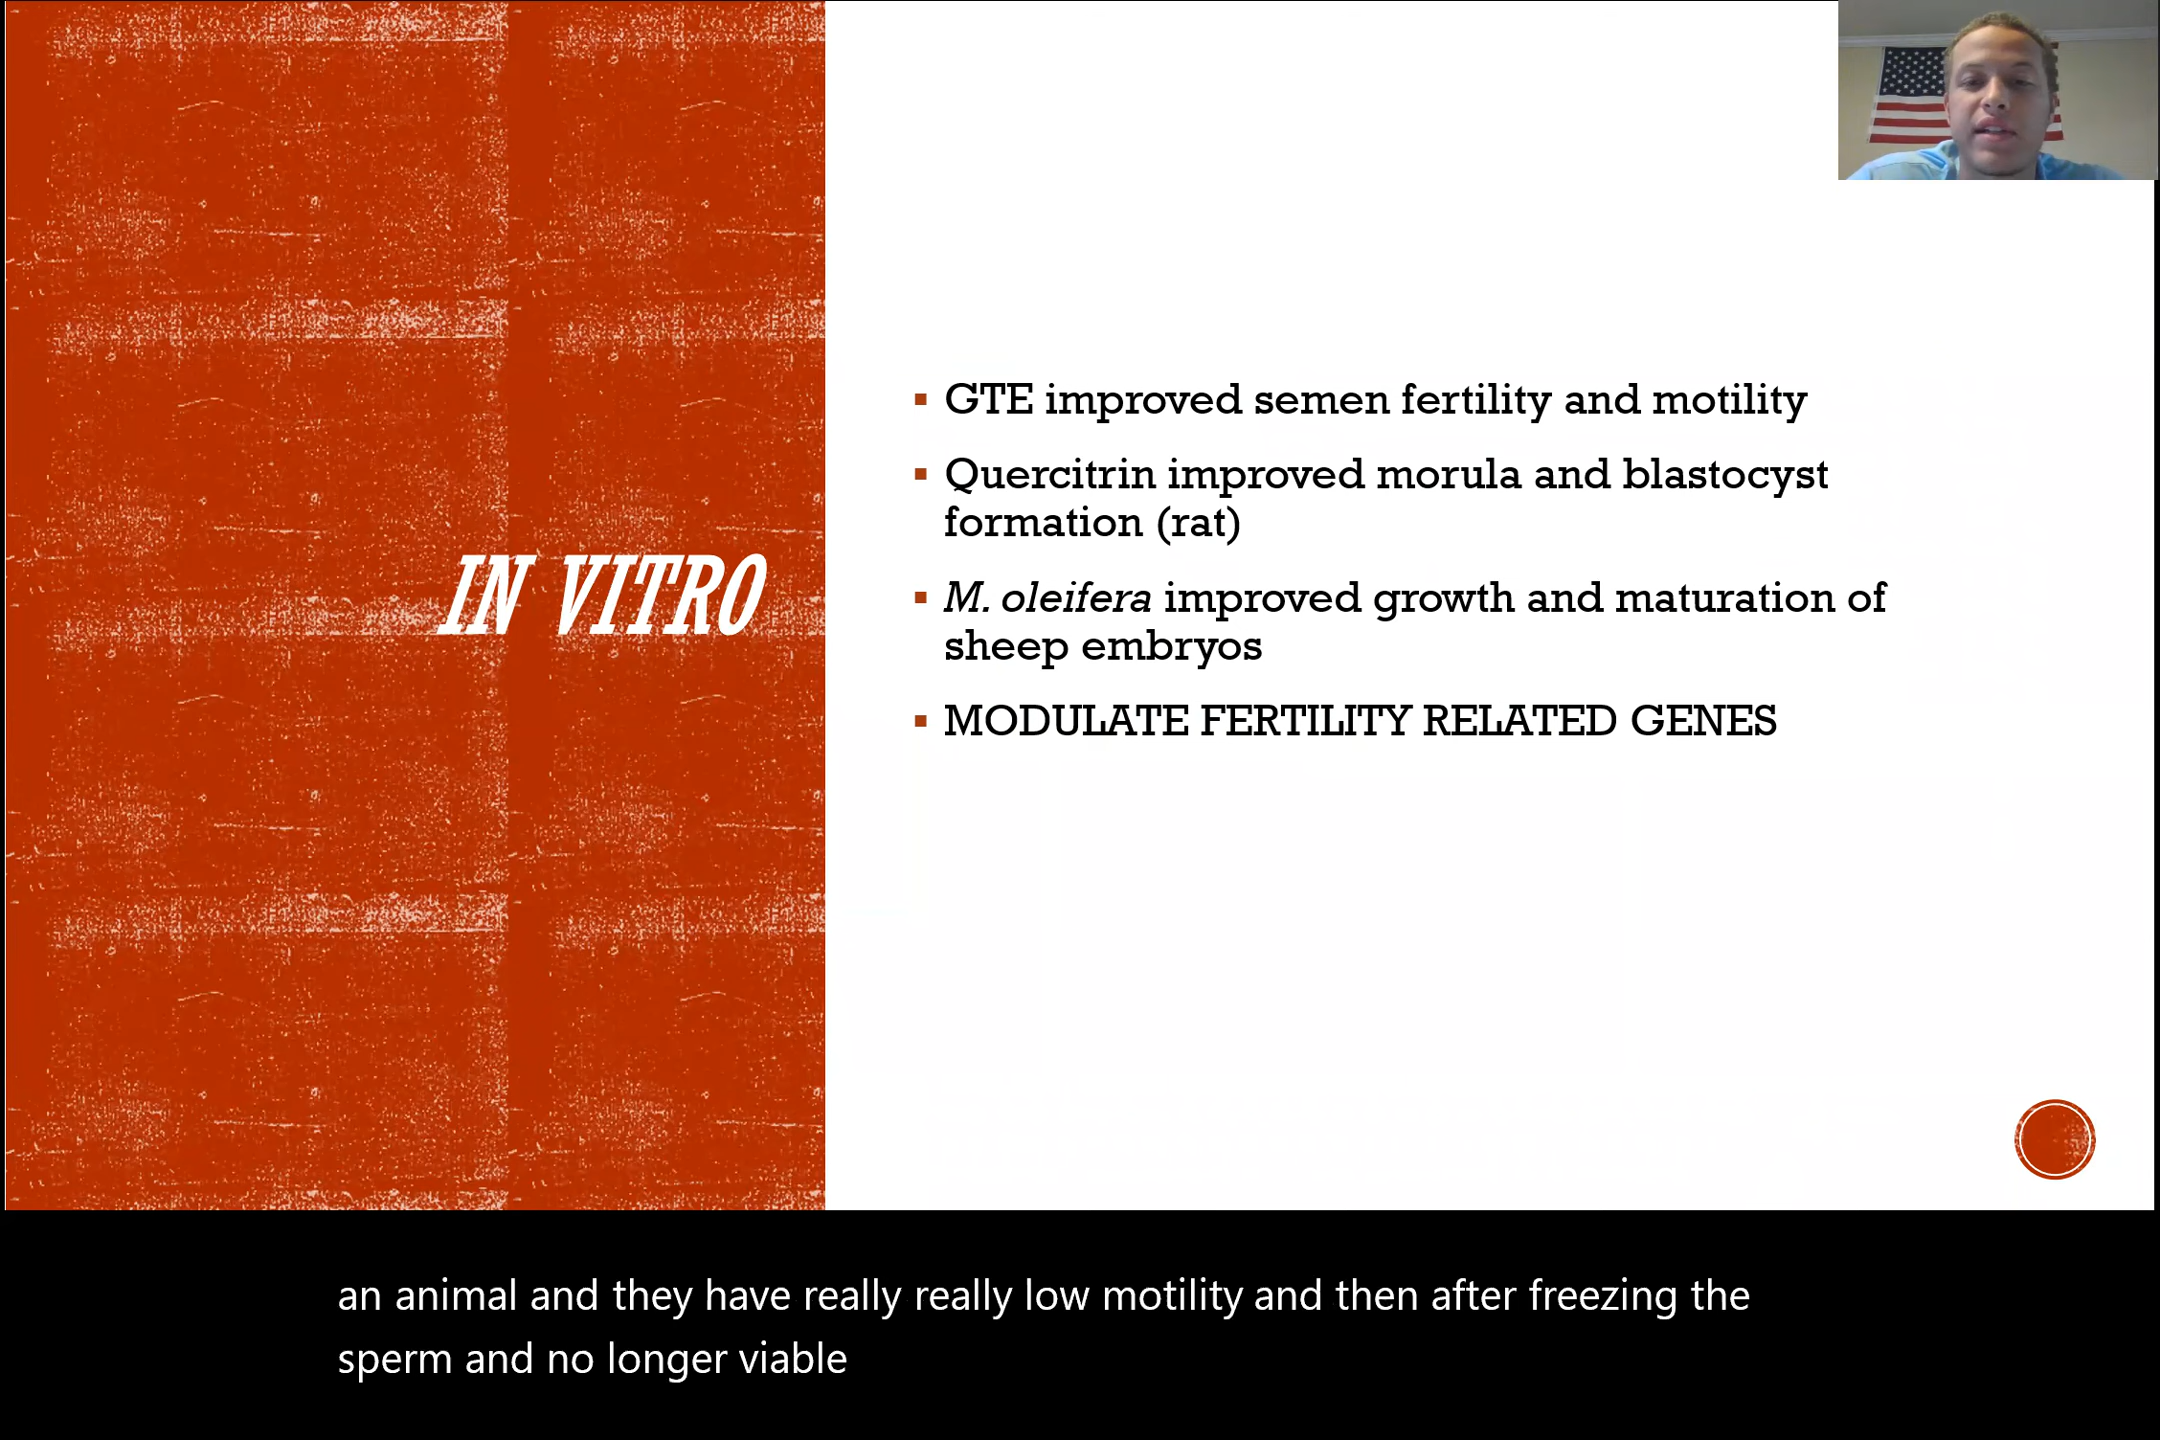 IN VITRO
▪ GTE improved semen fertility and motility
▪ Quercitrin improved morula and blastocyst
formation (rat)
▪ M. oleifera improved growth and maturation of
sheep embryos
▪ MODULATE FERTILITY RELATED GENES
an animal and they have really really low motility and then after freezing the
sperm and no longer viable